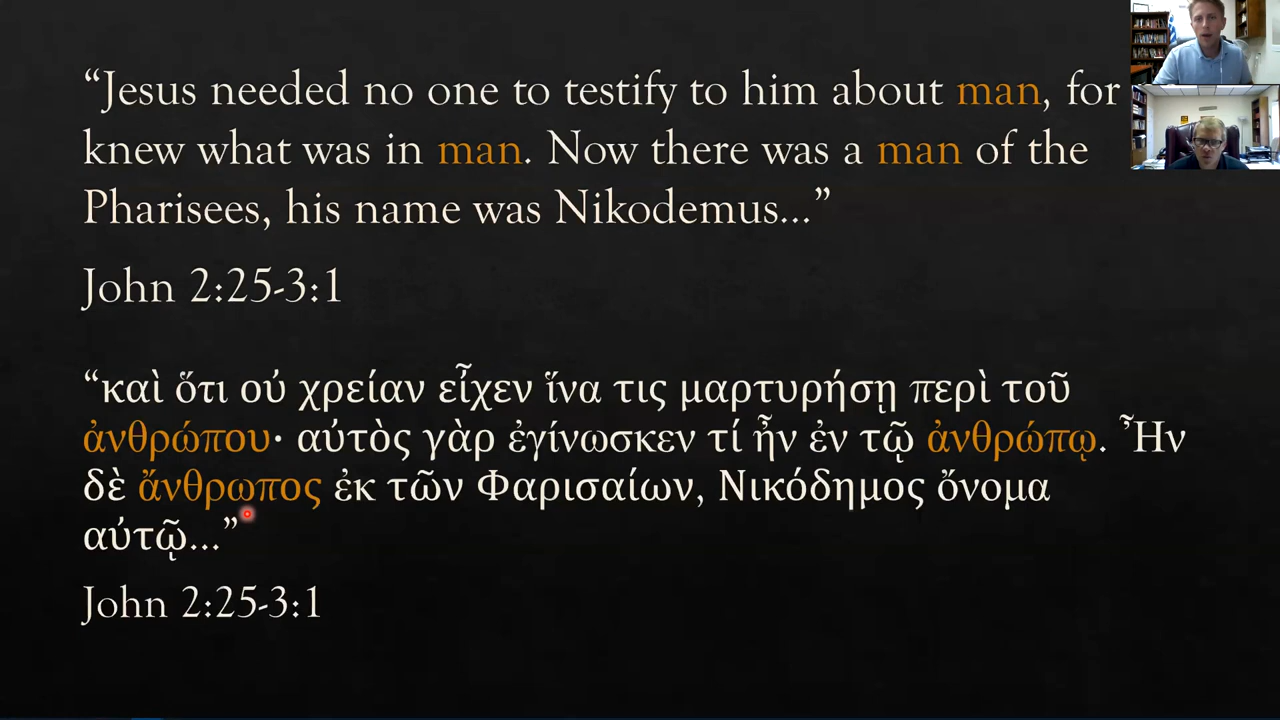 “Jesus needed no one to testify to him about man, for
knew what was in man. Now there was a man of the
Pharisees, his name was Nikodemus...”
John 2:25-3:1
“καὶ ὅτι οὐ χρείαν εἶχεν ἵνα τις μαρτυρήσῃ περὶ τοῦ
ἀνθρώπου· αὐτὸς γὰρ ἐγίνωσκεν τί ἦν ἐν τῷ ἀνθρώπῳ. Ἦν
δὲ ἄνθρωπος ἐκ τῶν Φαρισαίων, Νικόδημος ὄνομα
αὐτῷ...”
John 2:25-3:1